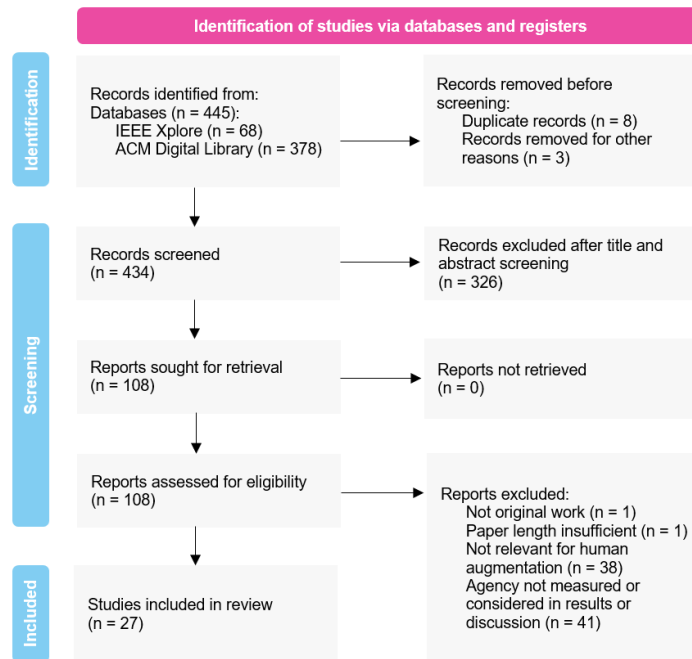 Identification of studies via databases and registers
Identification
Records identified from:
Databases (n = 445):
IEEE Xplore (n = 68)
ACM Digital Library (n = 378)
Records removed before
screening:
Duplicate records (n = 8)
Records removed for other
reasons (n = 3)
Screening
Records screened
(n = 434)
Records excluded after title and
abstract screening
(n = 326)
Reports sought for retrieval
(n = 108)
Reports not retrieved
(n = 0)
Reports assessed for eligibility
(n = 108)
Reports excluded:
Not original work (n = 1)
Paper length insufficient (n = 1)
Not relevant for human
augmentation (n = 38)
Agency not measured or
considered in results or
discussion (n = 41)
Included
Studies included in review
(n = 27)